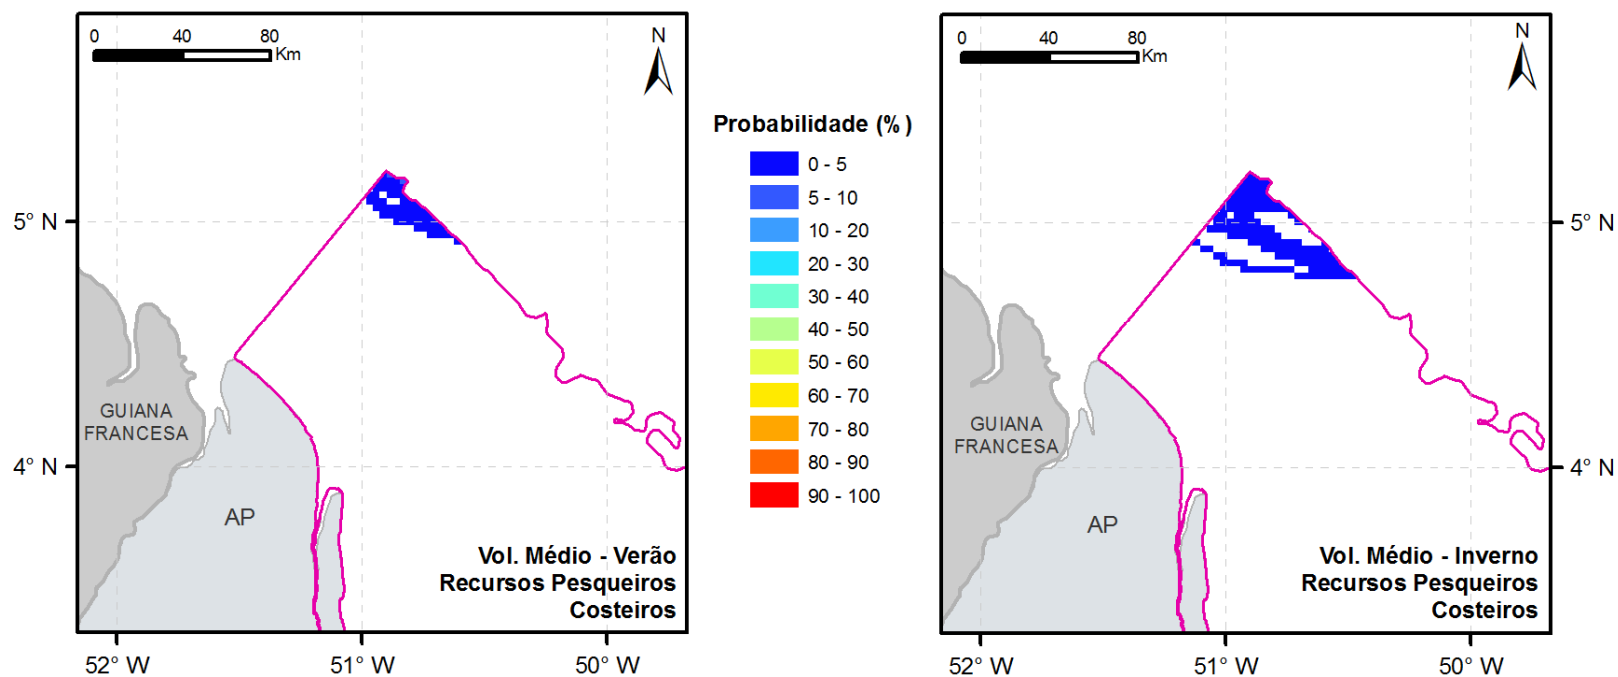 0 40 80
Km
N
5° N
4° N
GUIANA
FRANCESA
AP
Vol. Médio - Verão
Recursos Pesqueiros
Costeiros
52° W 51° W 50° W
Probabilidade (%)
0 - 5
5 - 10
10 - 20
20 - 30
30 - 40
40 - 50
50 - 60
60 - 70
70 - 80
80 - 90
90 - 100
0 40 80
Km
N
5° N
4° N
GUIANA
FRANCESA
AP
Vol. Médio - Inverno
Recursos Pesqueiros
Costeiros
52° W 51° W 50° W